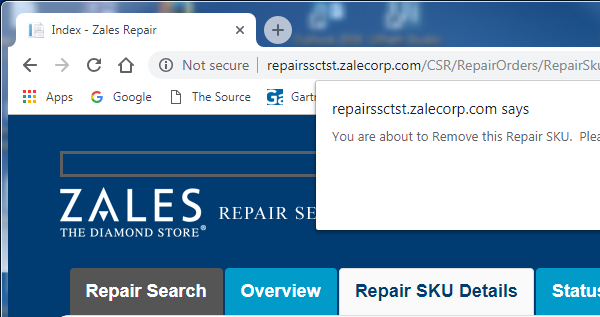 Index - Zales Repair
Not secure repairssctst.zalecorp.com/CSR/RepairOrders/RepairSku
Apps Google The Source Gartn
repairssctst.zalecorp.com says
You are about to Remove this Repair SKU. Plea
ZALES REPAIR SE
THE DIAMOND STORE®
Repair Search Overview Repair SKU Details Status